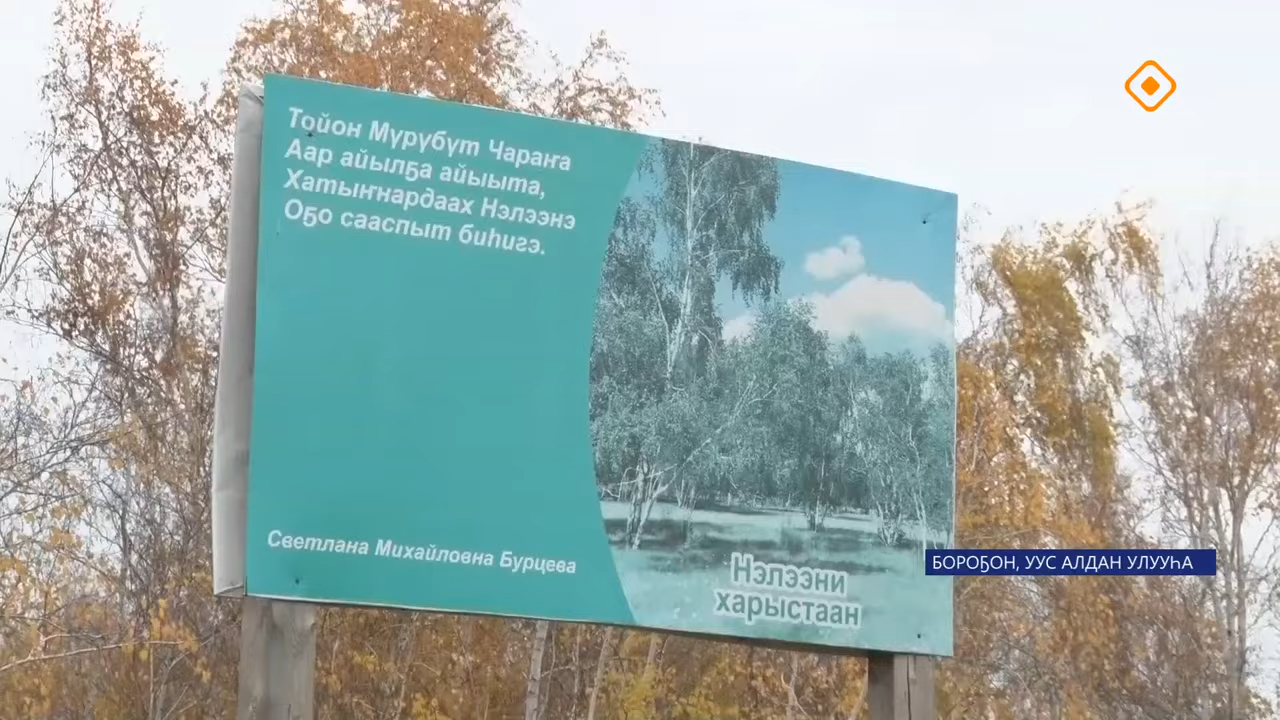 Тойон Мүрүбүт Чараҥа
Аар айылҕа айыыта,
Хатыҥнардаах Нэлээнэ
Оҕо сааспыт биһигэ.
Светлана Михайловна Бурцева
Нэлээни
харыстаан
БОРОҔОН, УУС АЛДАН УЛУУҺА